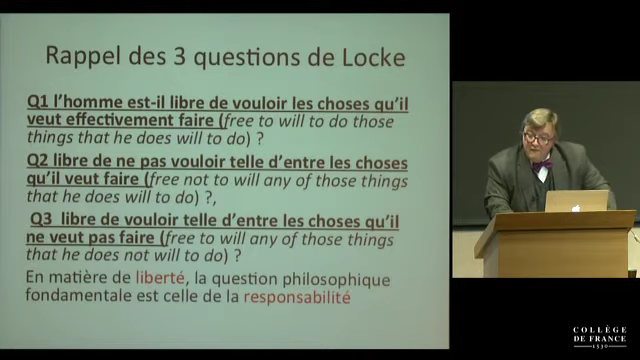 Rappel des 3 questions de Locke
Q1 l'homme est-il libre de vouloir les choses qu'il
veut effectivement faire (free to will to do those
things that he does will to do) ?
Q2 libre de ne pas vouloir telle d'entre les choses
qu'il veut faire (free not to will any of those things
that he does will to do) ?,
Q3 libre de vouloir telle d'entre les choses qu'il
ne veut pas faire (free to will any of those things
that he does not will to do) ?
En matière de liberté, la question philosophique
fondamentale est celle de la responsabilité
COLLÈGE
DE FRANCE
1530